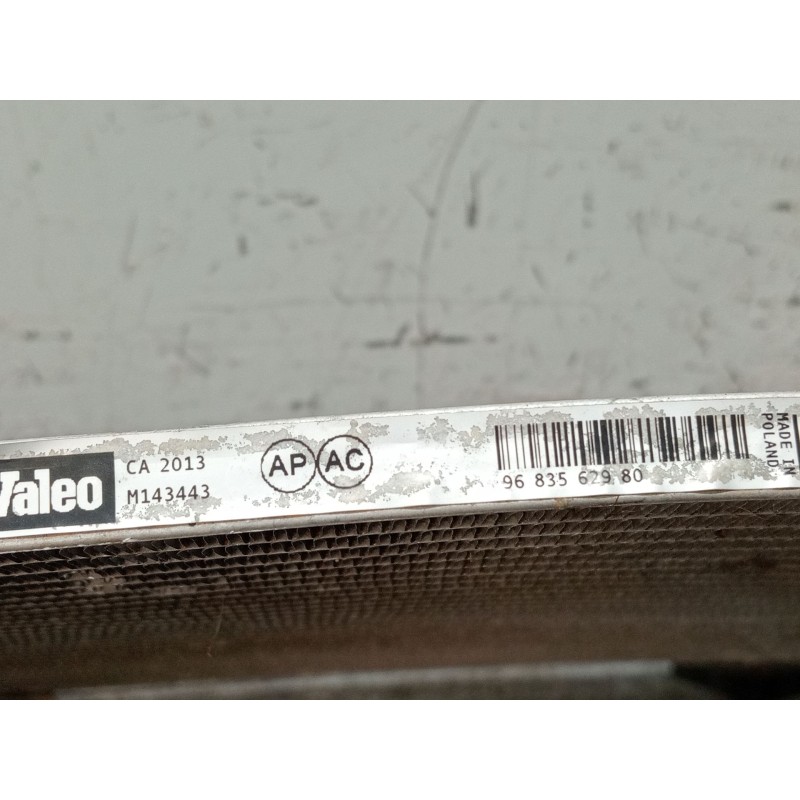 Valeo
CA 2013
M143443
AP AC
96 835 629 80
MADE IN
POLAND